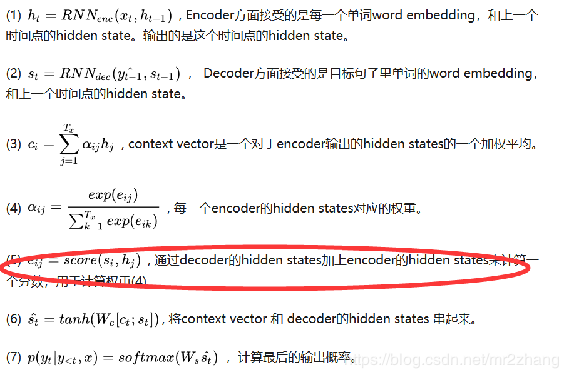 (1) hₜ = RNNₑₙc(xₜ, hₜ₋₁) , Encoder方面接受的是每一个单词word embedding，和上一个
时间点的hidden state。输出的是这个时间点的hidden state。
(2) sₜ = RNN_dec(ŷₜ₋₁, sₜ₋₁) ， Decoder方面接受的是目标句子里单词的word embedding，
和上一个时间点的hidden state。
(3) c_i = ∑_{j=1}^{T_x} α_{ij}h_j , context vector是一个对于encoder输出的hidden states的一个加权平均。
(4) α_{ij} = exp(e_{ij}) / ∑_{k=1}^{T_x} exp(e_{ik}) , 每一个encoder的hidden states对应的权重。
(5) e_{ij} = score(s_i, h_j) , 通过decoder的hidden states加上encoder的hidden states来计算一
个分数，用于计算权重(4)
(6) ŝₜ = tanh(W_c[cₜ; sₜ]), 将context vector 和 decoder的hidden states 串起来。
(7) p(yₜ|y_{<t}, x) = softmax(W_s ŝₜ) ，计算最后的输出概率。
https://blog.csdn.net/mr2zhang